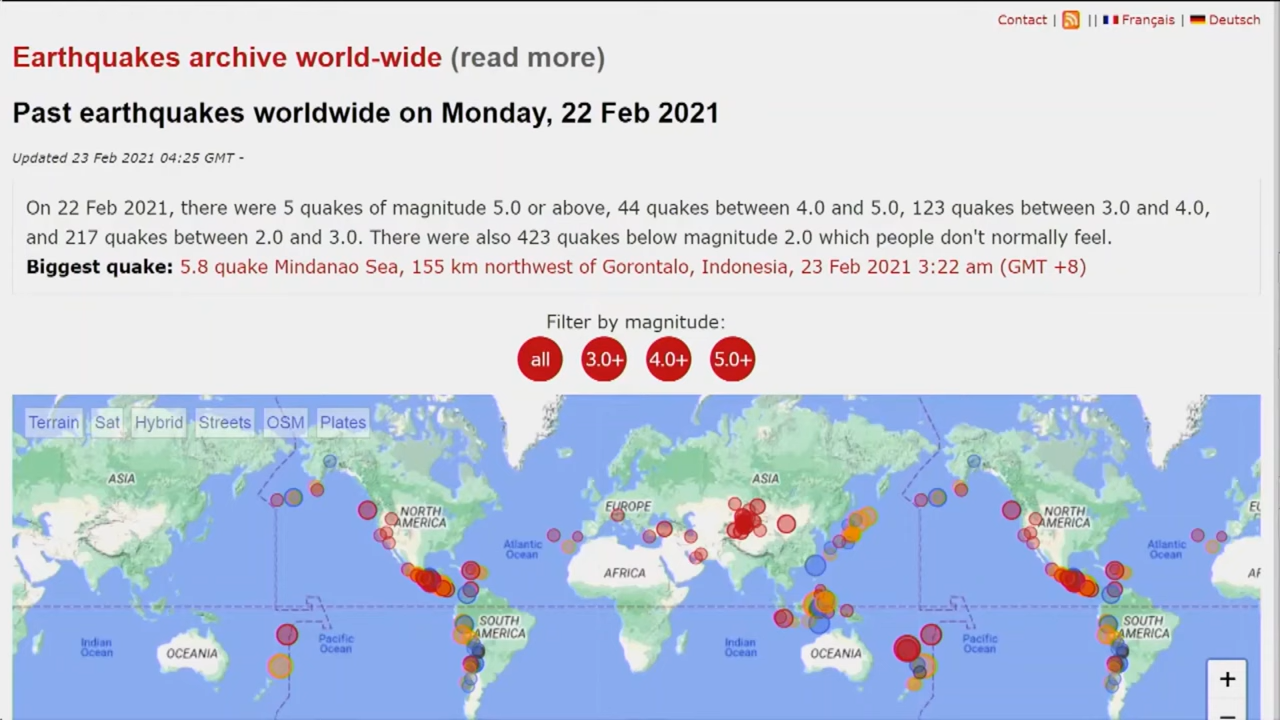 Contact | || Français | Deutsch
Earthquakes archive world-wide (read more)
Past earthquakes worldwide on Monday, 22 Feb 2021
Updated 23 Feb 2021 04:25 GMT -
On 22 Feb 2021, there were 5 quakes of magnitude 5.0 or above, 44 quakes between 4.0 and 5.0, 123 quakes between 3.0 and 4.0,
and 217 quakes between 2.0 and 3.0. There were also 423 quakes below magnitude 2.0 which people don't normally feel.
Biggest quake: 5.8 quake Mindanao Sea, 155 km northwest of Gorontalo, Indonesia, 23 Feb 2021 3:22 am (GMT +8)
Filter by magnitude:
all 3.0+ 4.0+ 5.0+
Terrain Sat Hybrid Streets OSM Plates
ASIA ASIA
EUROPE
NORTH NORTH
AMERICA AMERICA
Atlantic Atlantic
Ocean Ocean
AFRICA
SOUTH SOUTH
AMERICA AMERICA
Indian Pacific Indian Pacific
Ocean Ocean Ocean Ocean
OCEANIA OCEANIA
+
−